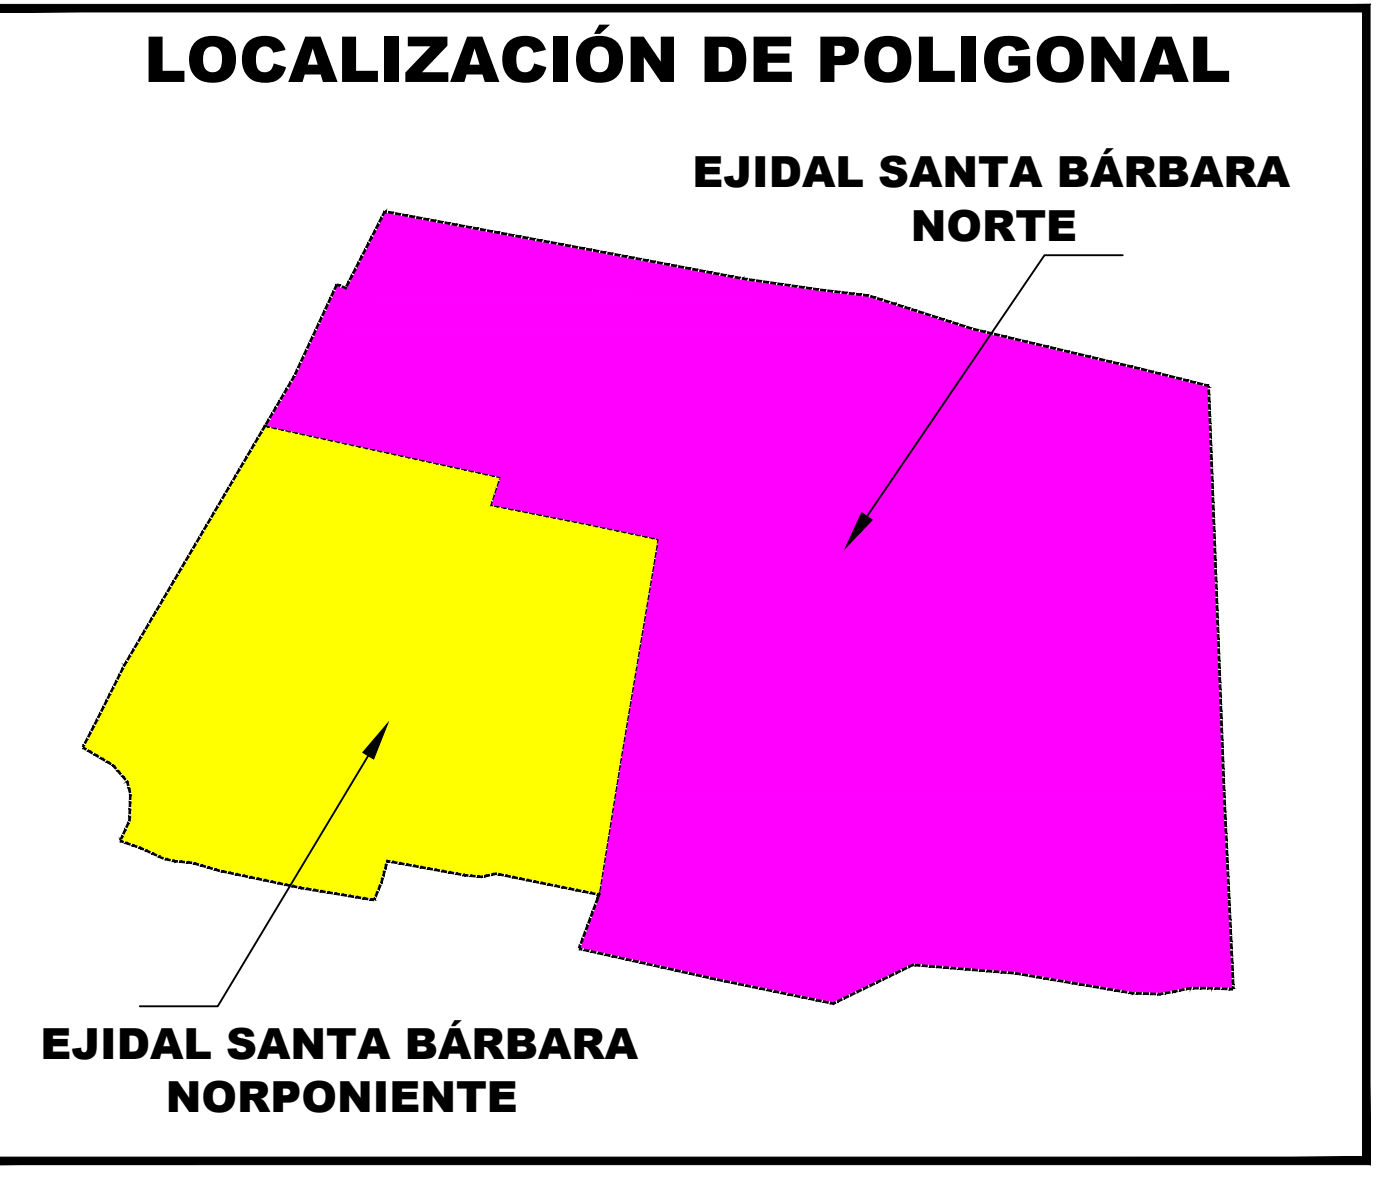 LOCALIZACIÓN DE POLIGONAL
EJIDAL SANTA BÁRBARA
NORTE
EJIDAL SANTA BÁRBARA
NORPONIENTE